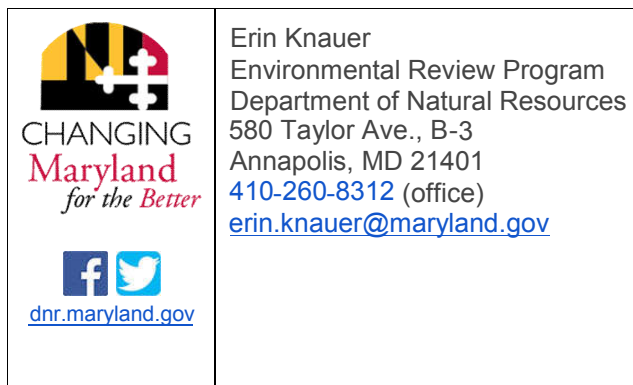 CHANGING
Maryland
for the Better
dnr.maryland.gov
Erin Knauer
Environmental Review Program
Department of Natural Resources
580 Taylor Ave., B-3
Annapolis, MD 21401
410-260-8312 (office)
erin.knauer@maryland.gov